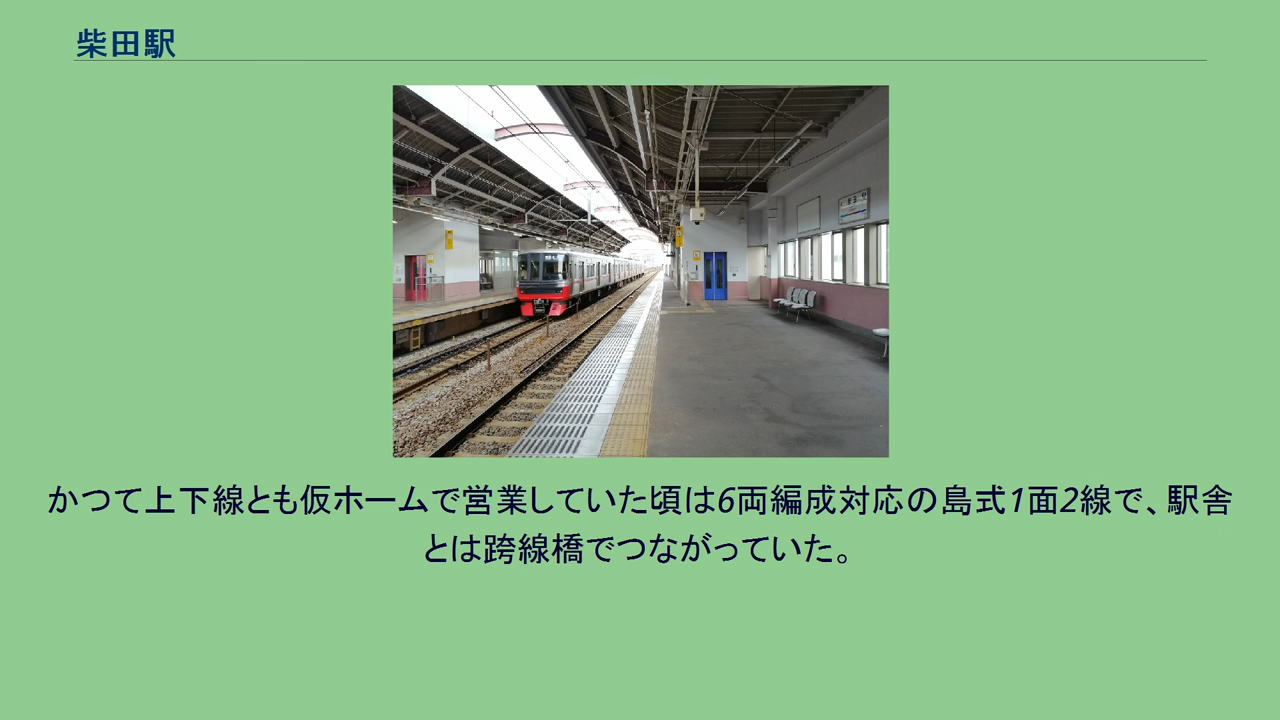 柴田駅
かつて上下線とも仮ホームで営業していた頃は6両編成対応の島式1面2線で、駅舎
とは跨線橋でつながっていた。